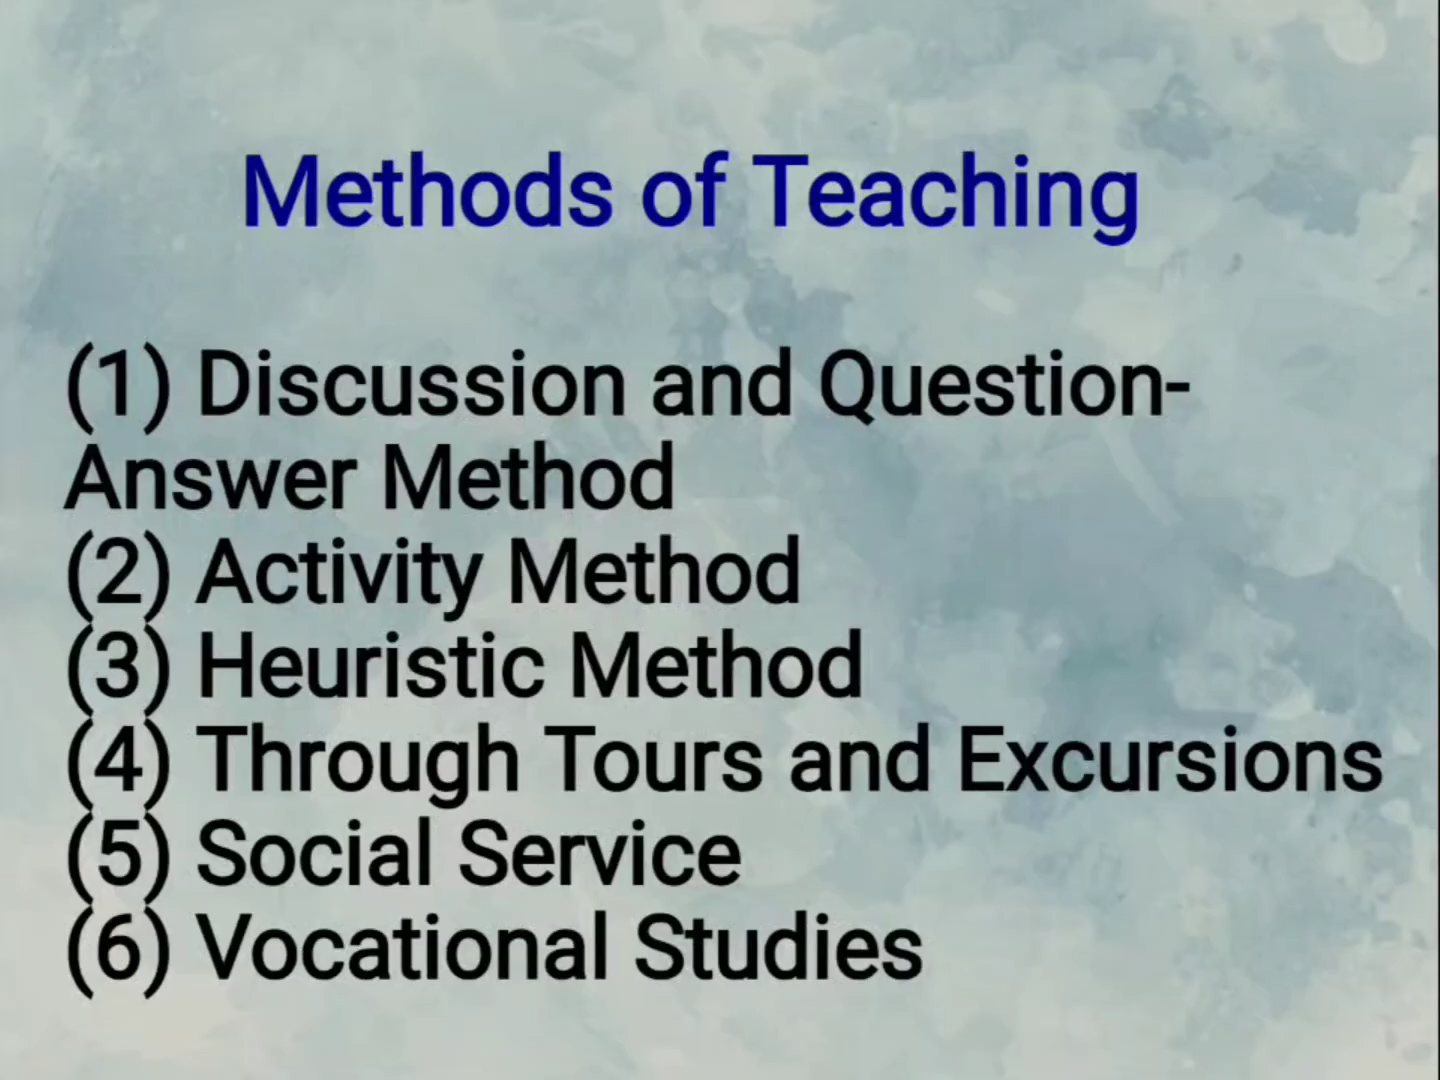 Methods of Teaching
(1) Discussion and Question-
Answer Method
(2) Activity Method
(3) Heuristic Method
(4) Through Tours and Excursions
(5) Social Service
(6) Vocational Studies